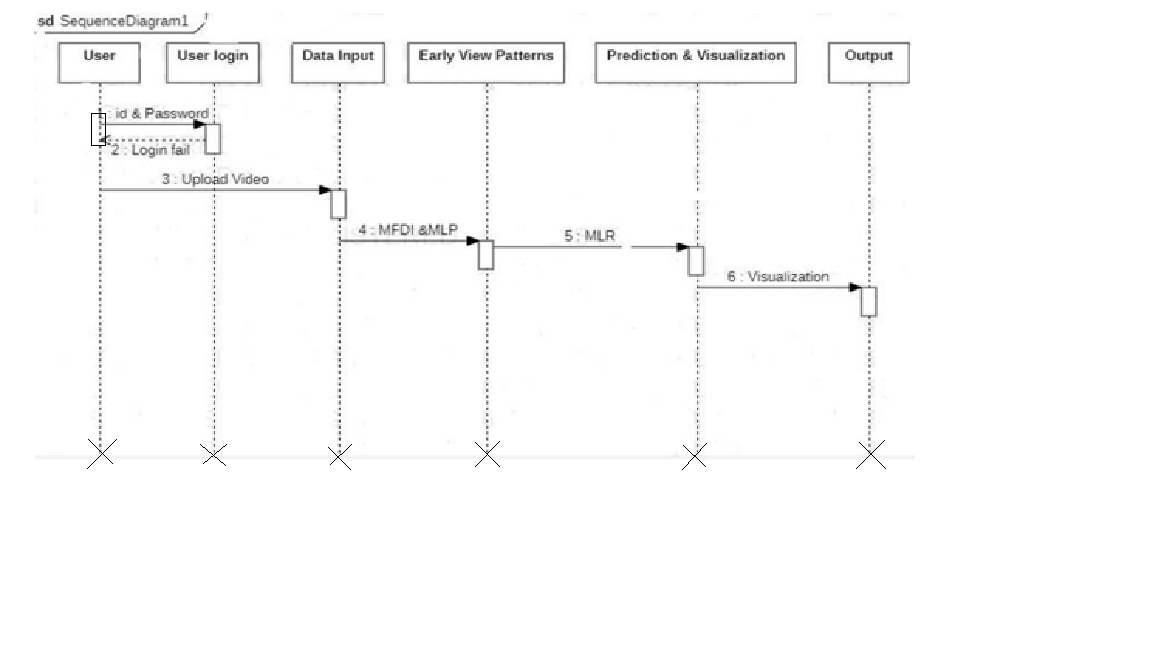 sd SequenceDiagram1
User
User login
Data Input
Early View Patterns
Prediction & Visualization
Output
: id & Password
2 : Login fail
3 : Upload Video
4 : MFDI &MLP
5 : MLR
6 : Visualization